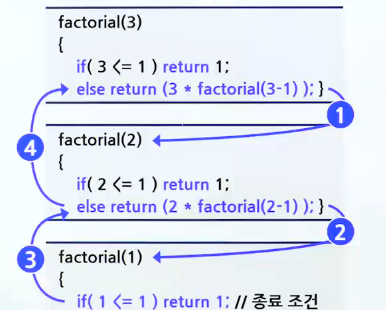 factorial(3)
{
if( 3 <= 1 ) return 1;
else return (3 * factorial(3-1) ); }
1
factorial(2)
4
{
if( 2 <= 1 ) return 1;
else return (2 * factorial(2-1) ); }
2
factorial(1)
3
{
if( 1 <= 1 ) return 1; // 종료 조건